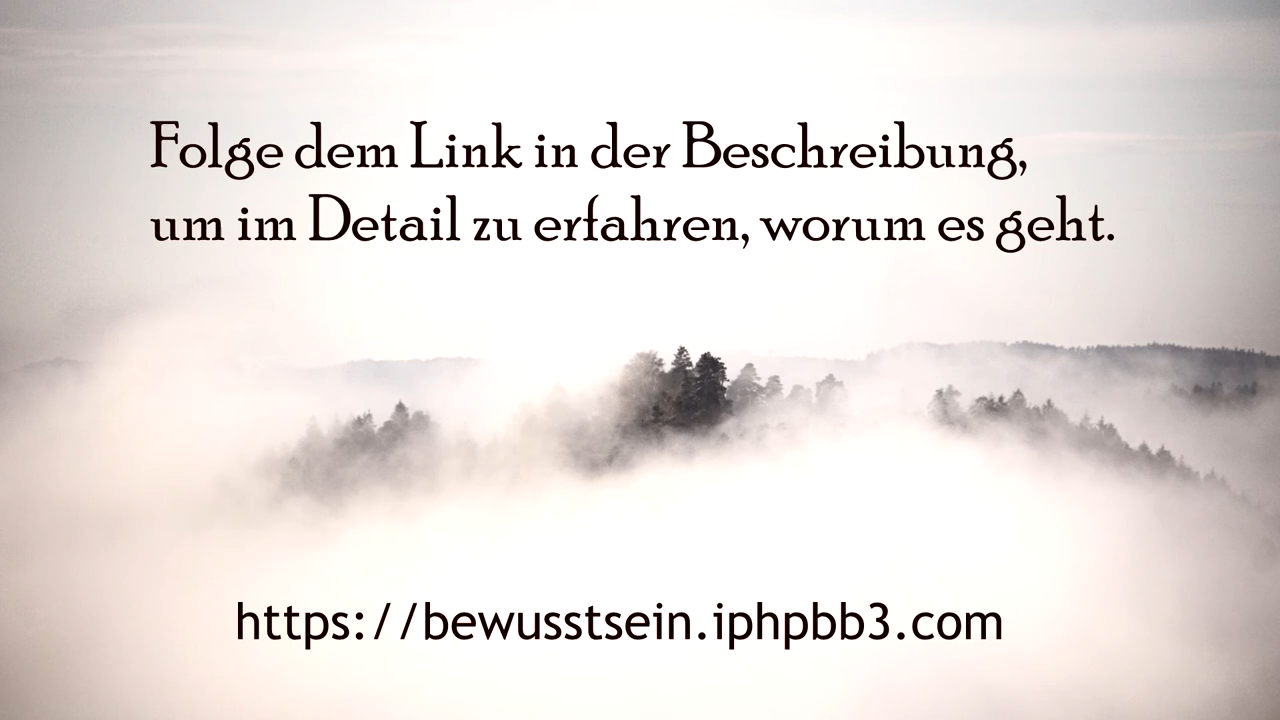 Folge dem Link in der Beschreibung,
um im Detail zu erfahren, worum es geht.
https://bewusstsein.iphpbb3.com